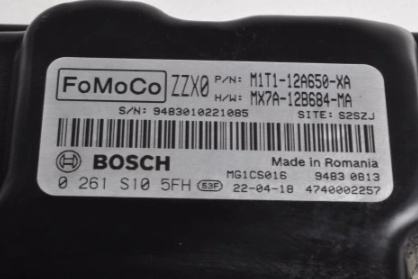 FoMoCo ZZX0 P/N: M1T1-12A650-XA
H/W: MX7A-12B684-MA
S/N: 9483010221085 SITE: S2SZJ
BOSCH Made in Romania
MG1CS016 9483 0813
0 261 S10 5FH 53F 22-04-18 4740002257